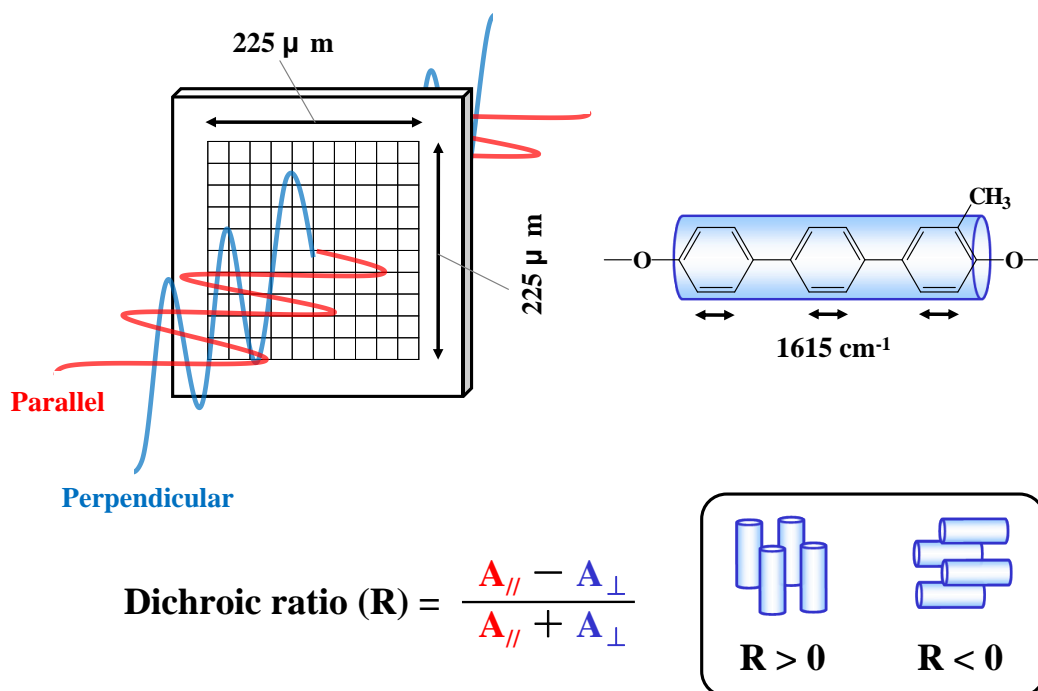 225 μ m
225 μ m
CH3
O
O
1615 cm-1
Parallel
Perpendicular
Dichroic ratio (R) = A// − A⊥
A// + A⊥
R > 0
R < 0